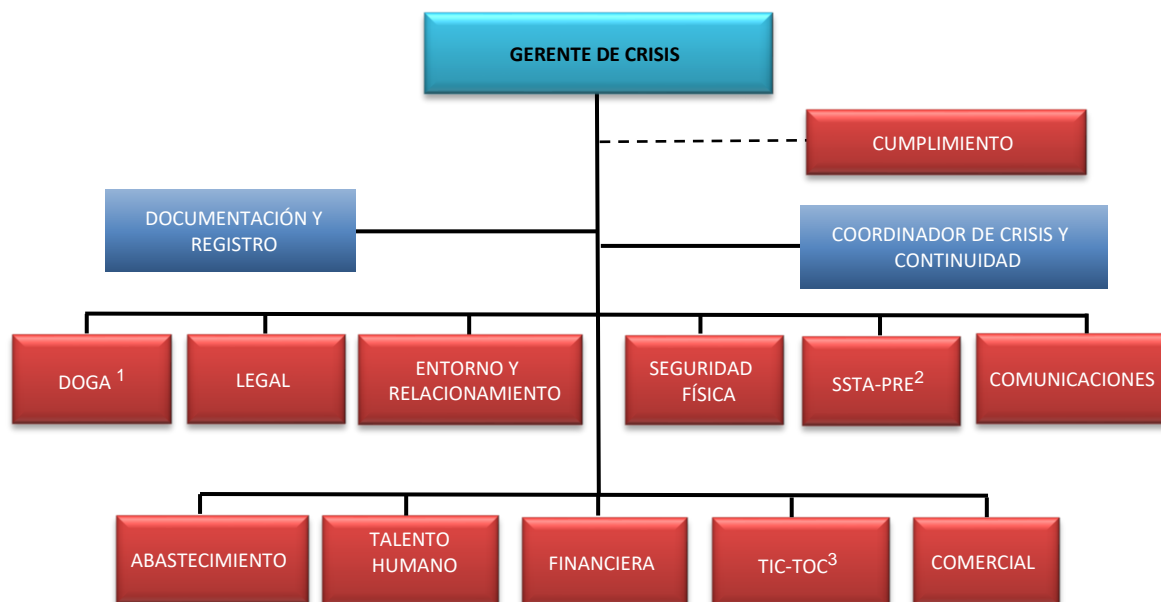 GERENTE DE CRISIS
CUMPLIMIENTO
DOCUMENTACIÓN Y
REGISTRO
COORDINADOR DE CRISIS Y
CONTINUIDAD
DOGA 1
LEGAL
ENTORNO Y
RELACIONAMIENTO
SEGURIDAD
FÍSICA
SSTA-PRE2
COMUNICACIONES
ABASTECIMIENTO
TALENTO
HUMANO
FINANCIERA
TIC-TOC3
COMERCIAL